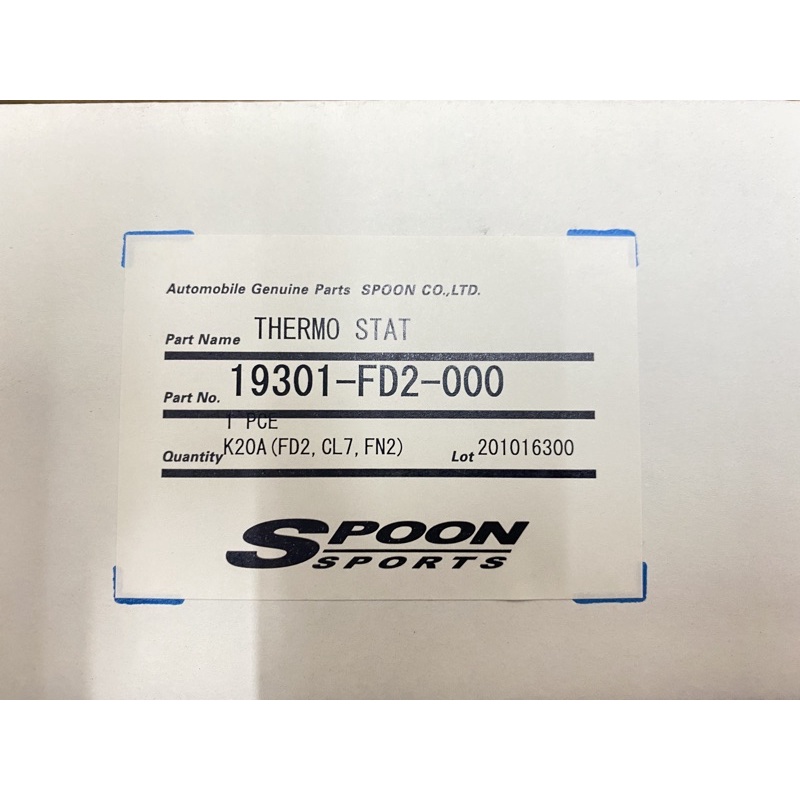 Automobile Genuine Parts SPOON CO.,LTD.
Part Name THERMO STAT
Part No. 19301-FD2-000
1 PCE
Quantity K20A(FD2,CL7,FN2) Lot 201016300
SPOON
SPORTS